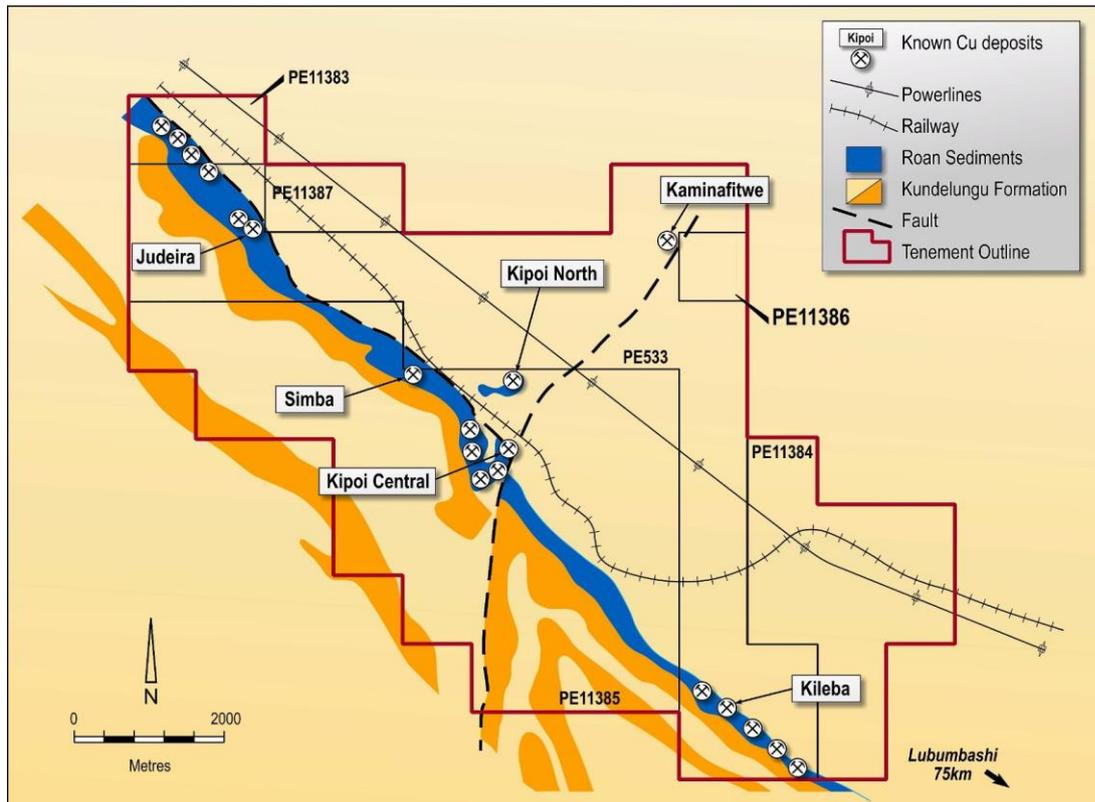 PE11383
Kipoi
Known Cu deposits
Powerlines
Railway
Roan Sediments
Kundelungu Formation
Fault
Tenement Outline
PE11387
Kaminafitwe
Judeira
Kipoi North
PE11386
PE533
Simba
PE11384
Kipoi Central
N
0
2000
Metres
PE11385
Kileba
Lubumbashi
75km